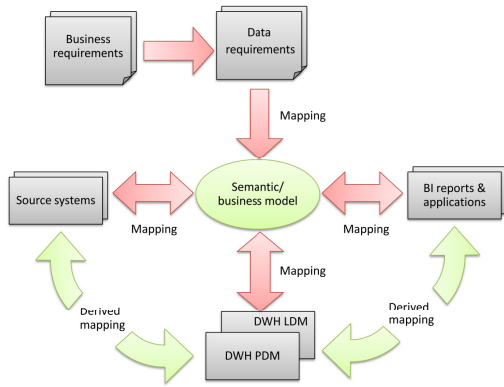 Business
requirements
Data
requirements
Mapping
Source systems
Semantic/
business model
BI reports &
applications
Mapping
Mapping
Mapping
Derived
mapping
Derived
mapping
DWH LDM
DWH PDM